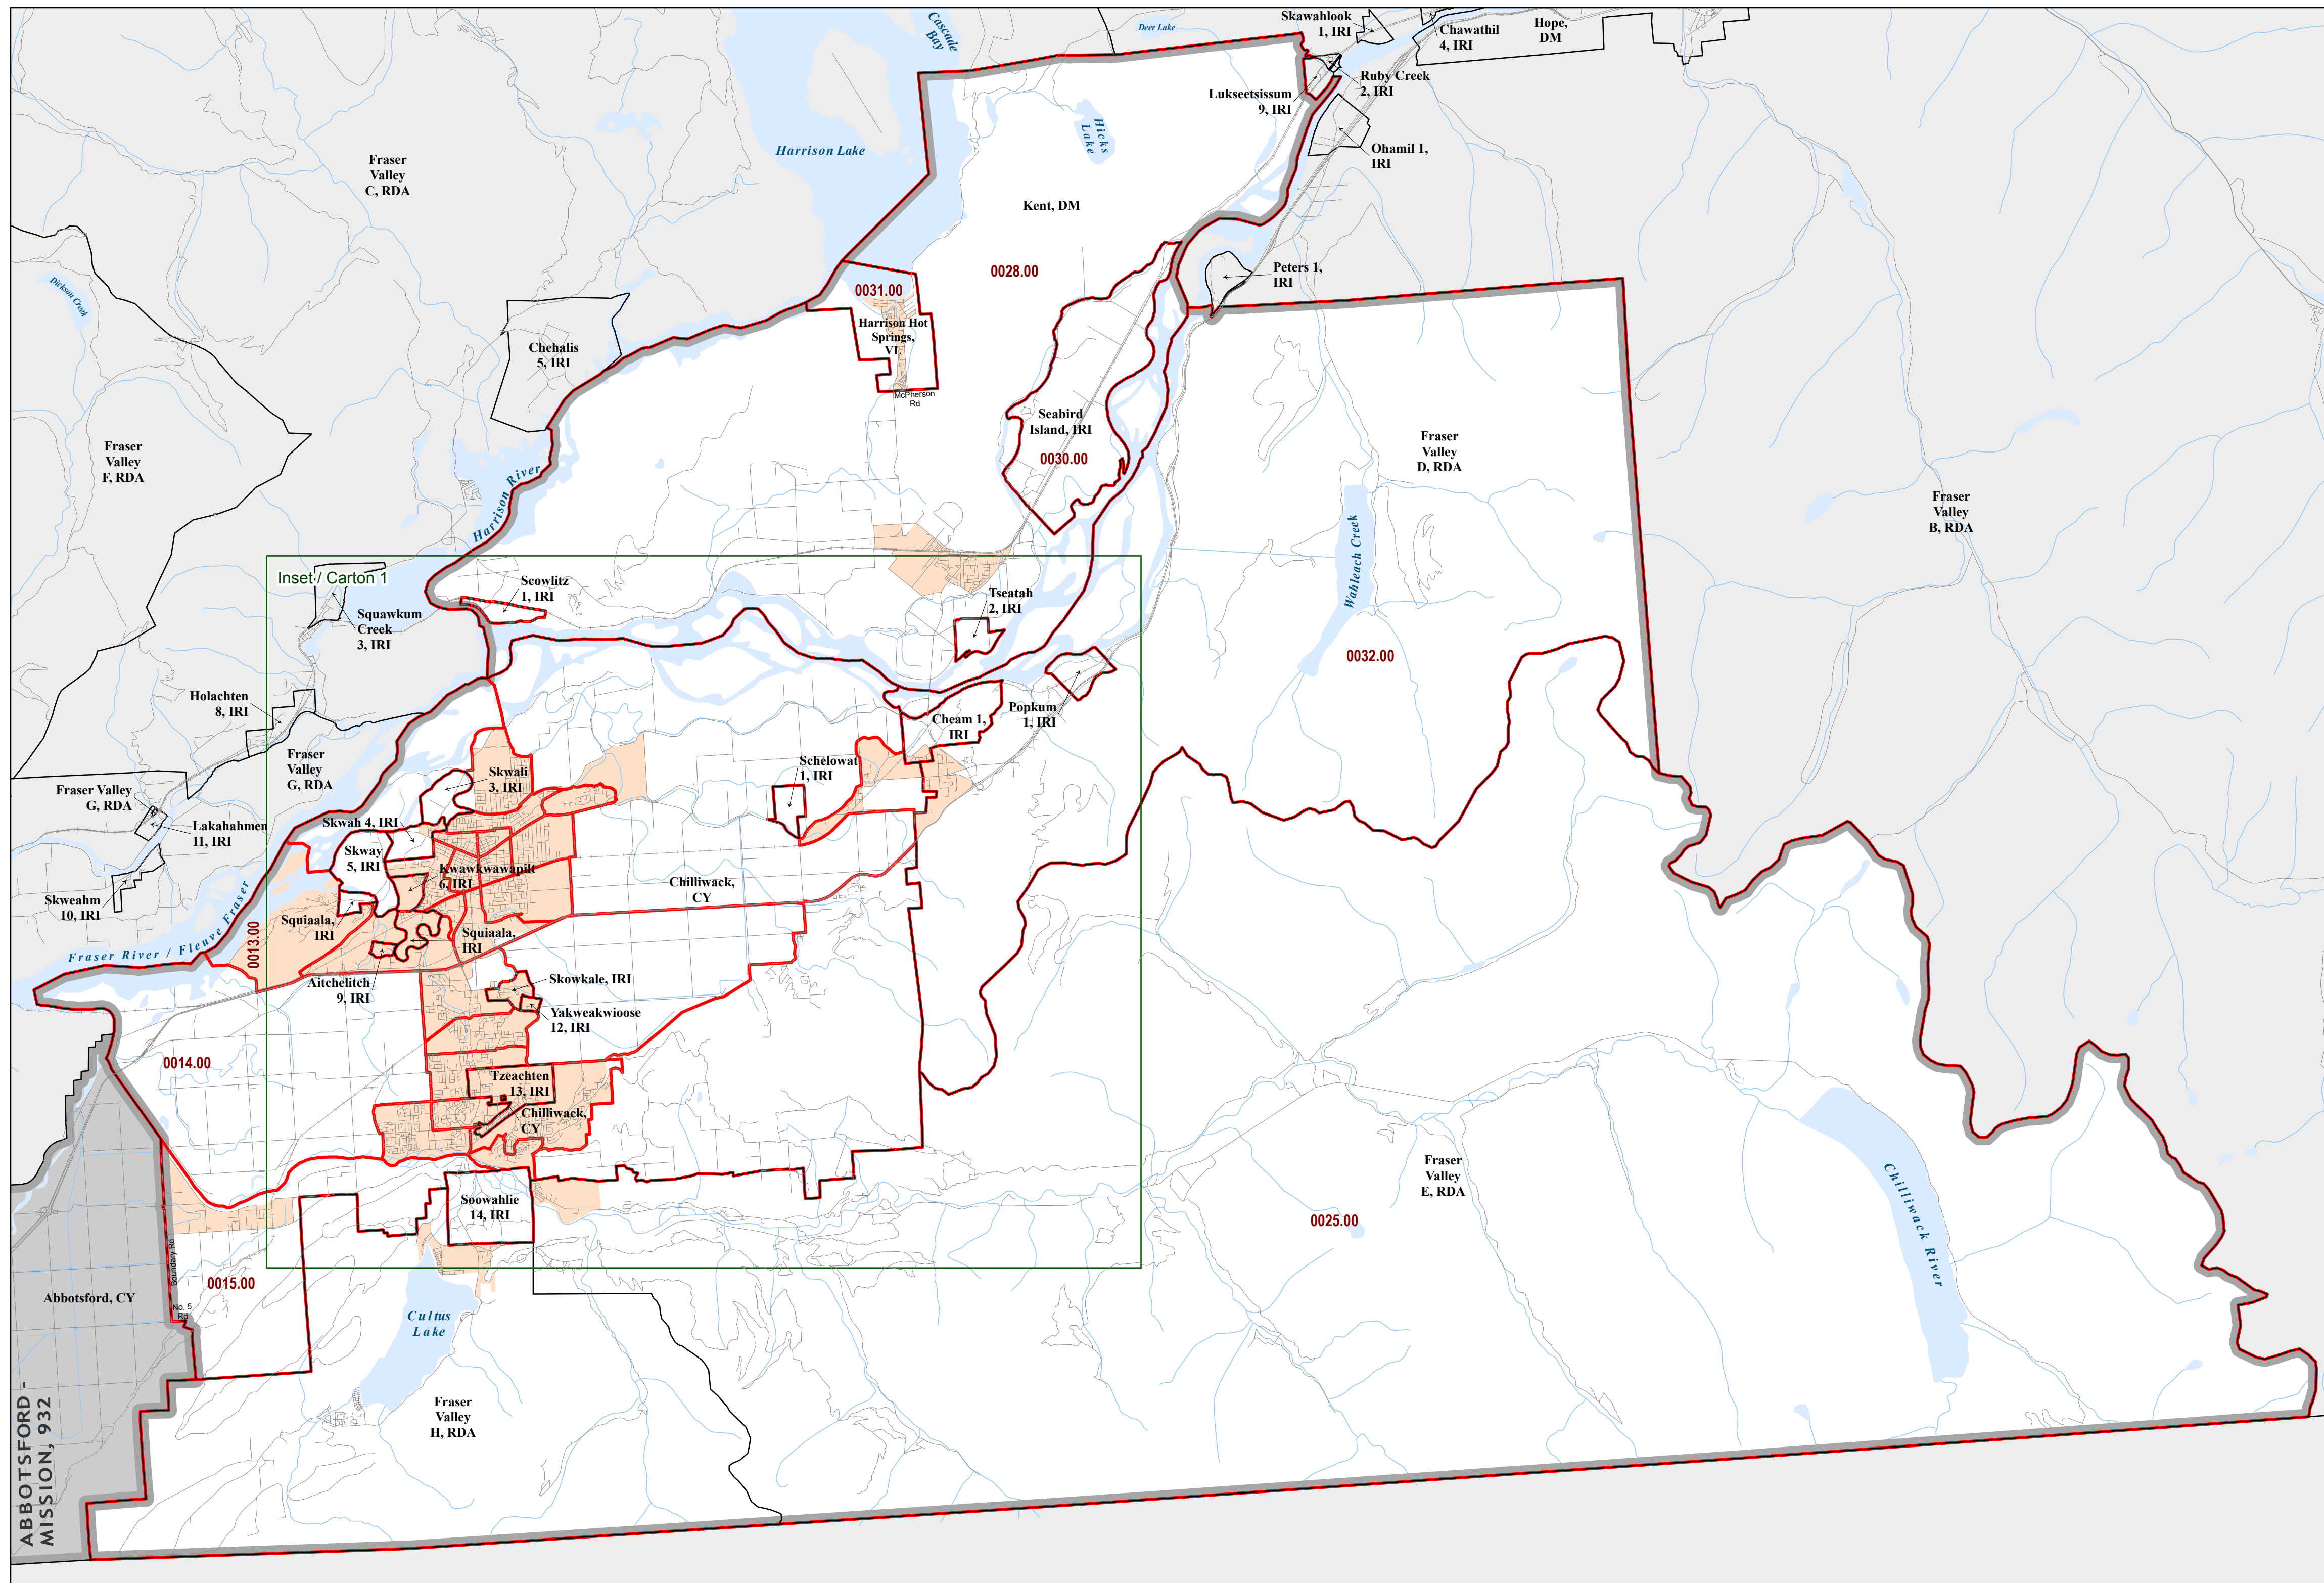 Cascade
Bay
Deer Lake
Skawahlook
1, IRI
Chawathil
4, IRI
Hope,
DM
Ruby Creek
2, IRI
Lukseetsissum
9, IRI
Ohamil 1,
IRI
Hicks
Lake
Harrison Lake
Fraser
Valley
C, RDA
Kent, DM
0028.00
Peters 1,
IRI
Dickson Creek
0031.00
Harrison Hot
Springs,
VL
McPherson
Rd
Chehalis
5, IRI
Seabird
Island, IRI
0030.00
Fraser
Valley
D, RDA
Fraser
Valley
F, RDA
Fraser
Valley
B, RDA
Harrison River
Wahleach Creek
Inset / Carton 1
Scowlitz
1, IRI
Tseatah
2, IRI
Squawkum
Creek
3, IRI
0032.00
Holachten
8, IRI
Cheam 1,
IRI
Popkum
1, IRI
Fraser
Valley
G, RDA
Skwali
3, IRI
Schelowat
1, IRI
Fraser Valley
G, RDA
Lakahahmen
11, IRI
Skwah 4, IRI
Skway
5, IRI
Kwawkwawapilt
6, IRI
Chilliwack,
CY
Skweahm
10, IRI
Squiaala,
IRI
Squiaala,
IRI
0013.00
Fraser River / Fleuve Fraser
Aitchelitch
9, IRI
Skowkale, IRI
Yakweakwioose
12, IRI
0014.00
Tzeachten
13, IRI
Chilliwack,
CY
Fraser
Valley
E, RDA
Chilliwack River
Soowahlie
14, IRI
0025.00
Boundary Rd
0015.00
Abbotsford, CY
No. 5
Rd
Cultus
Lake
Fraser
Valley
H, RDA
ABBOTSFORD -
MISSION, 932